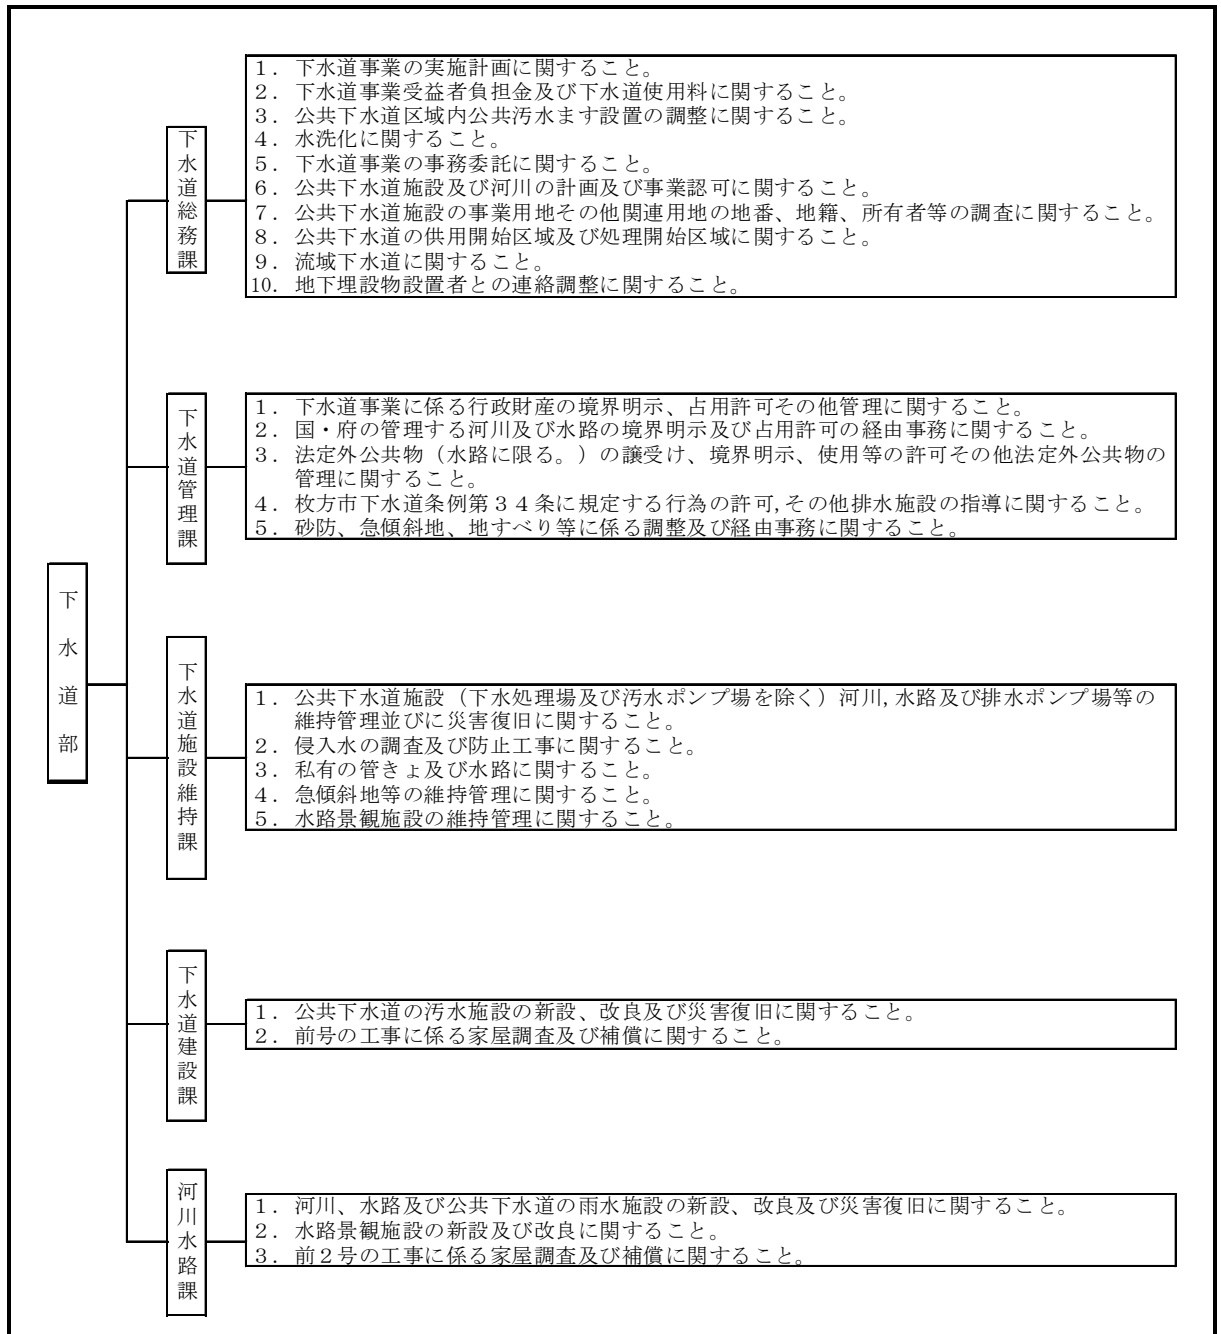 下水道部
下水道総務課
1. 下水道事業の実施計画に関すること。
2. 下水道事業受益者負担金及び下水道使用料に関すること。
3. 公共下水道区域内公共汚水ます設置の調整に関すること。
4. 水洗化に関すること。
5. 下水道事業の事務委託に関すること。
6. 公共下水道施設及び河川の計画及び事業認可に関すること。
7. 公共下水道施設の事業用地その他関連用地の地番、地籍、所有者等の調査に関すること。
8. 公共下水道の供用開始区域及び処理開始区域に関すること。
9. 流域下水道に関すること。
10. 地下埋設物設置者との連絡調整に関すること。
下水道管理課
1. 下水道事業に係る行政財産の境界明示、占用許可その他管理に関すること。
2. 国・府の管理する河川及び水路の境界明示及び占用許可の経由事務に関すること。
3. 法定外公共物（水路に限る。）の譲受け、境界明示、使用等の許可その他法定外公共物の
管理に関すること。
4. 枚方市下水道条例第３４条に規定する行為の許可,その他排水施設の指導に関すること。
5. 砂防、急傾斜地、地すべり等に係る調整及び経由事務に関すること。
下水道施設維持課
1. 公共下水道施設（下水処理場及び汚水ポンプ場を除く）河川,水路及び排水ポンプ場等の
維持管理並びに災害復旧に関すること。
2. 侵入水の調査及び防止工事に関すること。
3. 私有の管きょ及び水路に関すること。
4. 急傾斜地等の維持管理に関すること。
5. 水路景観施設の維持管理に関すること。
下水道建設課
1. 公共下水道の汚水施設の新設、改良及び災害復旧に関すること。
2. 前号の工事に係る家屋調査及び補償に関すること。
河川水路課
1. 河川、水路及び公共下水道の雨水施設の新設、改良及び災害復旧に関すること。
2. 水路景観施設の新設及び改良に関すること。
3. 前２号の工事に係る家屋調査及び補償に関すること。